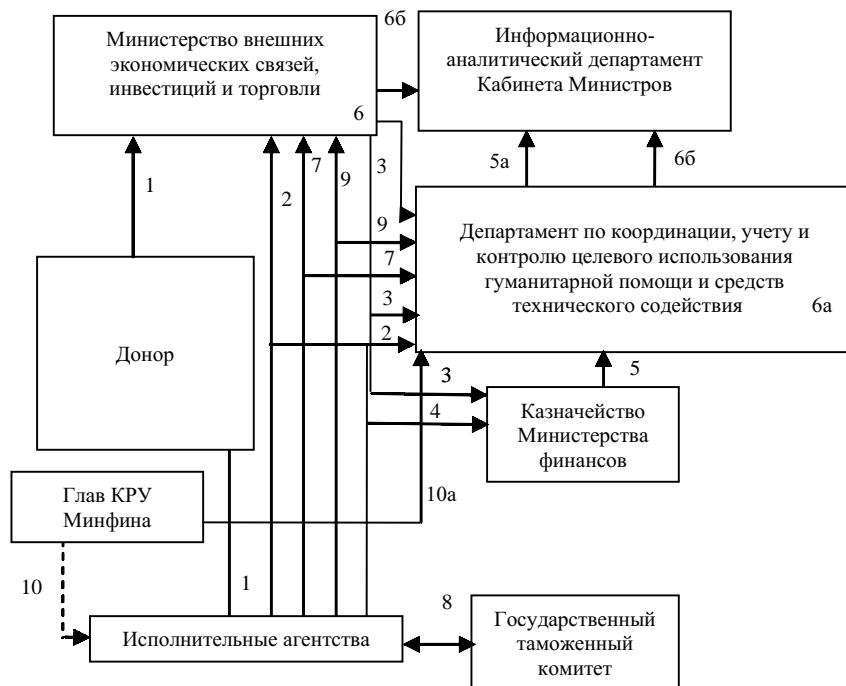 6б
Министерство внешних
экономических связей,
инвестиций и торговли
6
Информационно-
аналитический департамент
Кабинета Министров
1
2
7
9
3
5а
6б
9
7
3
2
Департамент по координации, учету и
контролю целевого использования
гуманитарной помощи и средств
технического содействия
6а
Донор
3
4
5
Казначейство
Министерства
финансов
Глав КРУ
Минфина
10а
10
1
8
Исполнительные агентства
Государственный
таможенный
комитет